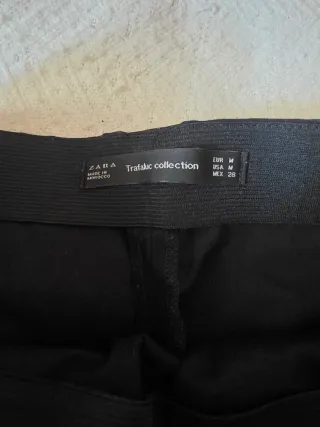 ZARA
MADE IN
MOROCCO
Trafaluc collection
EUR M
USA M
MEX 28